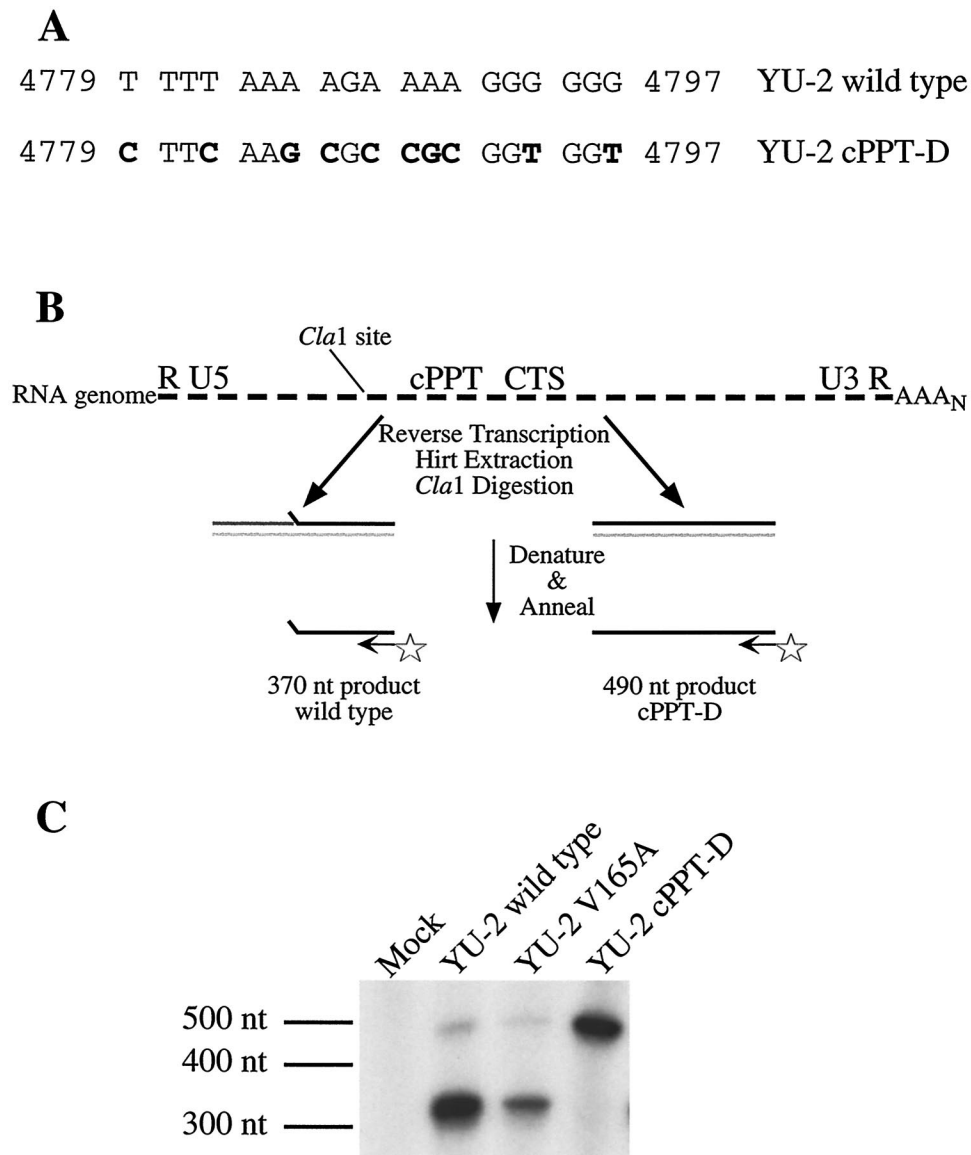 A
4779 T TTT AAA AGA AAA GGG GGG 4797 YU-2 wild type
4779 C TTC AAG CGC CGC GGT GGT 4797 YU-2 cPPT-D
B
Cla1 site
RNA genome R U5 cPPT CTS U3 R AAAN
Reverse Transcription
Hirt Extraction
Cla1 Digestion
Denature
&
Anneal
370 nt product
wild type
490 nt product
cPPT-D
C
Mock
YU-2 wild type
YU-2 V165A
YU-2 cPPT-D
500 nt
400 nt
300 nt